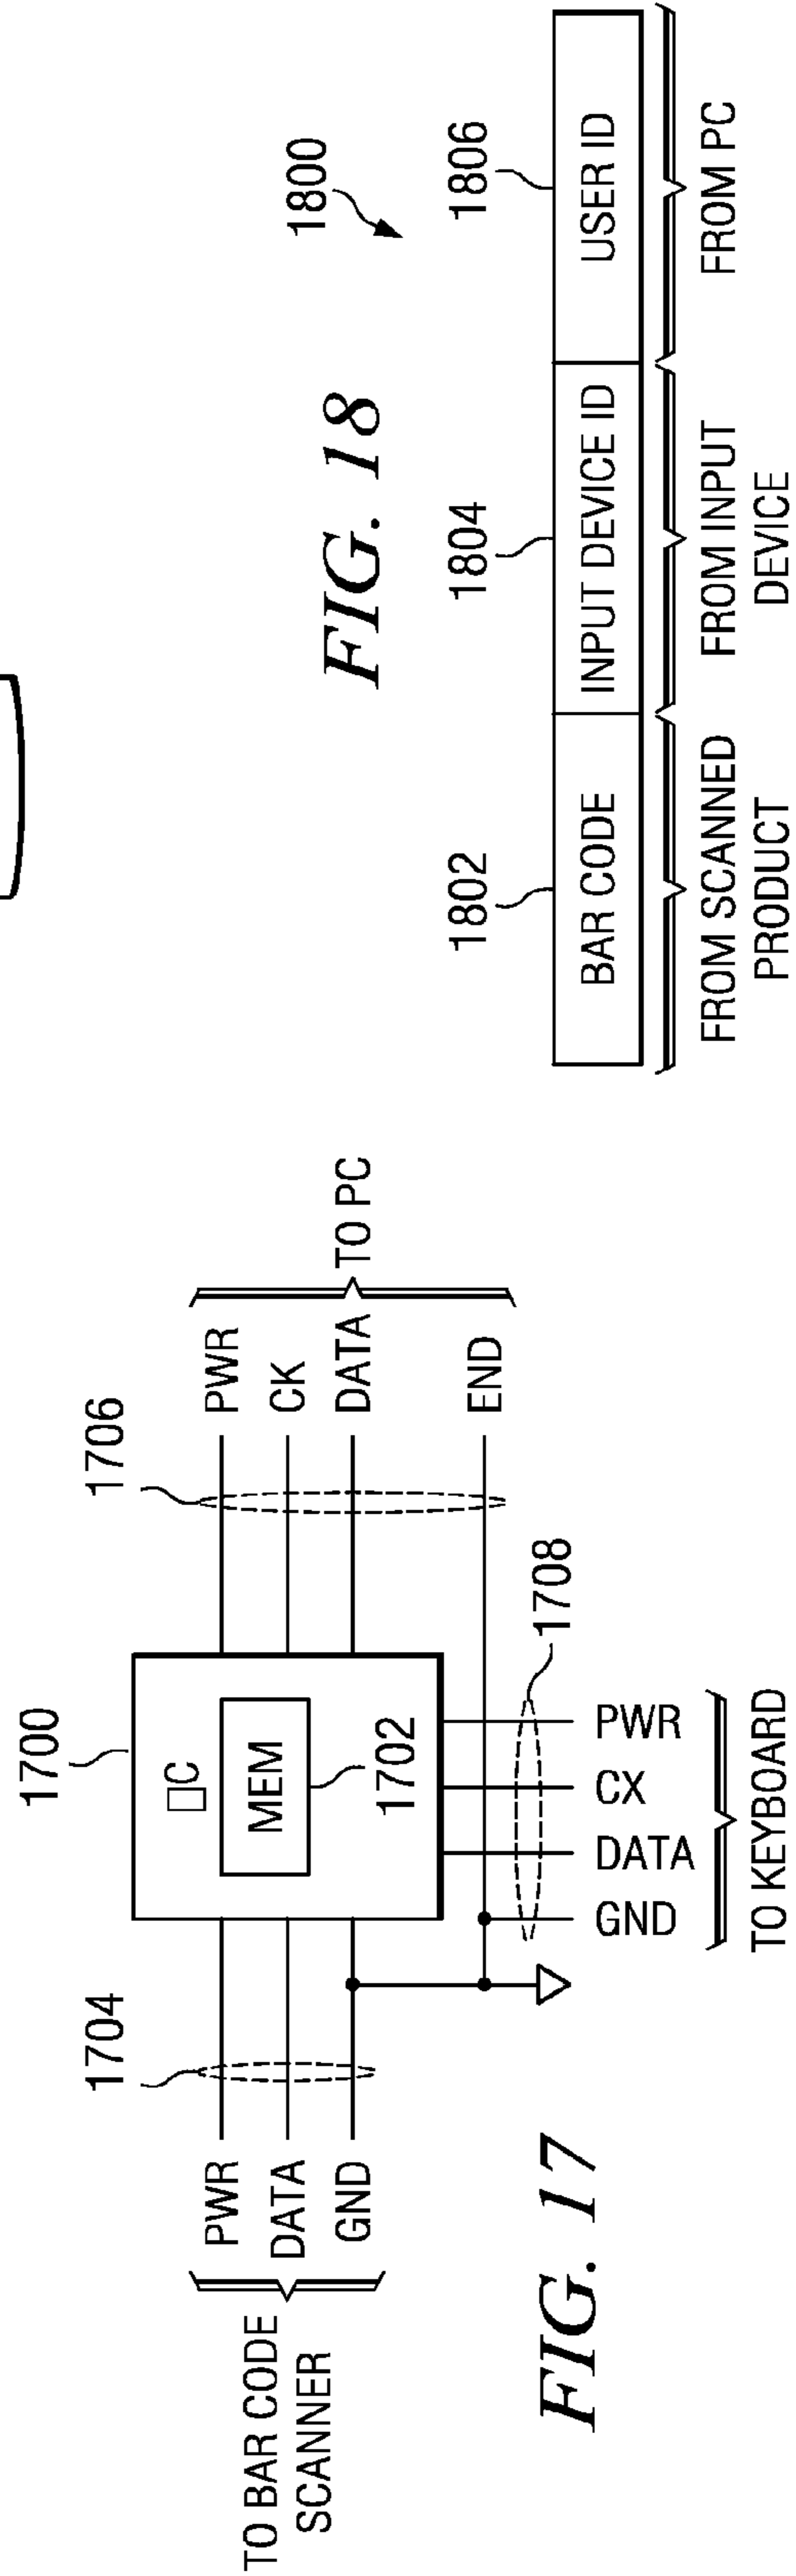 1700
□C
MEM
1702
1704
PWR
DATA
GND
TO BAR CODE
SCANNER
1706
PWR
CK
DATA
END
TO PC
1708
GND
DATA
CX
PWR
TO KEYBOARD
FIG. 17
FIG. 18
1800
1802
1804
1806
BAR CODE
INPUT DEVICE ID
USER ID
FROM SCANNED
PRODUCT
FROM INPUT
DEVICE
FROM PC